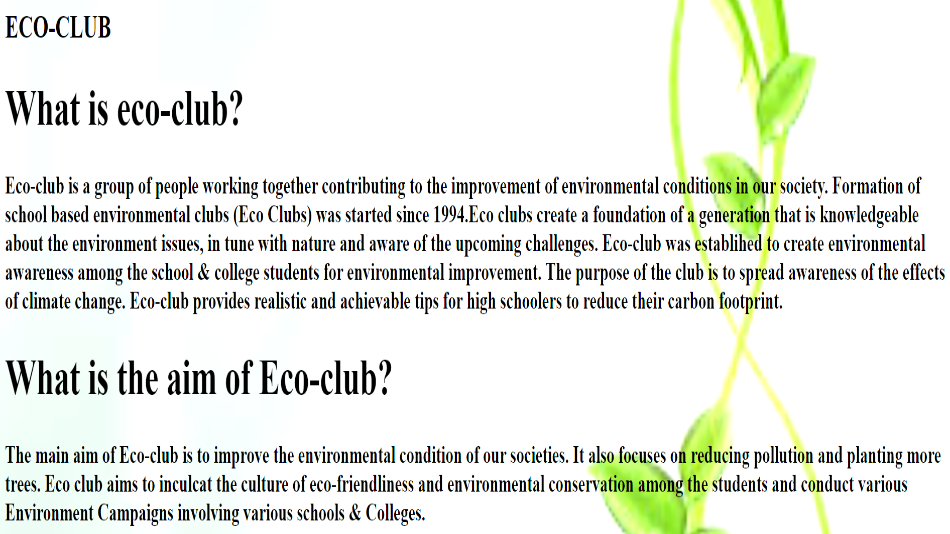 ECO-CLUB
What is eco-club?
Eco-club is a group of people working together contributing to the improvement of environmental conditions in our society. Formation of
school based environmental clubs (Eco Clubs) was started since 1994.Eco clubs create a foundation of a generation that is knowledgeable
about the environment issues, in tune with nature and aware of the upcoming challenges. Eco-club was establihed to create environmental
awareness among the school & college students for environmental improvement. The purpose of the club is to spread awareness of the effects
of climate change. Eco-club provides realistic and achievable tips for high schoolers to reduce their carbon footprint.
What is the aim of Eco-club?
The main aim of Eco-club is to improve the environmental condition of our societies. It also focuses on reducing pollution and planting more
trees. Eco club aims to inculcat the culture of eco-friendliness and environmental conservation among the students and conduct various
Environment Campaigns involving various schools & Colleges.